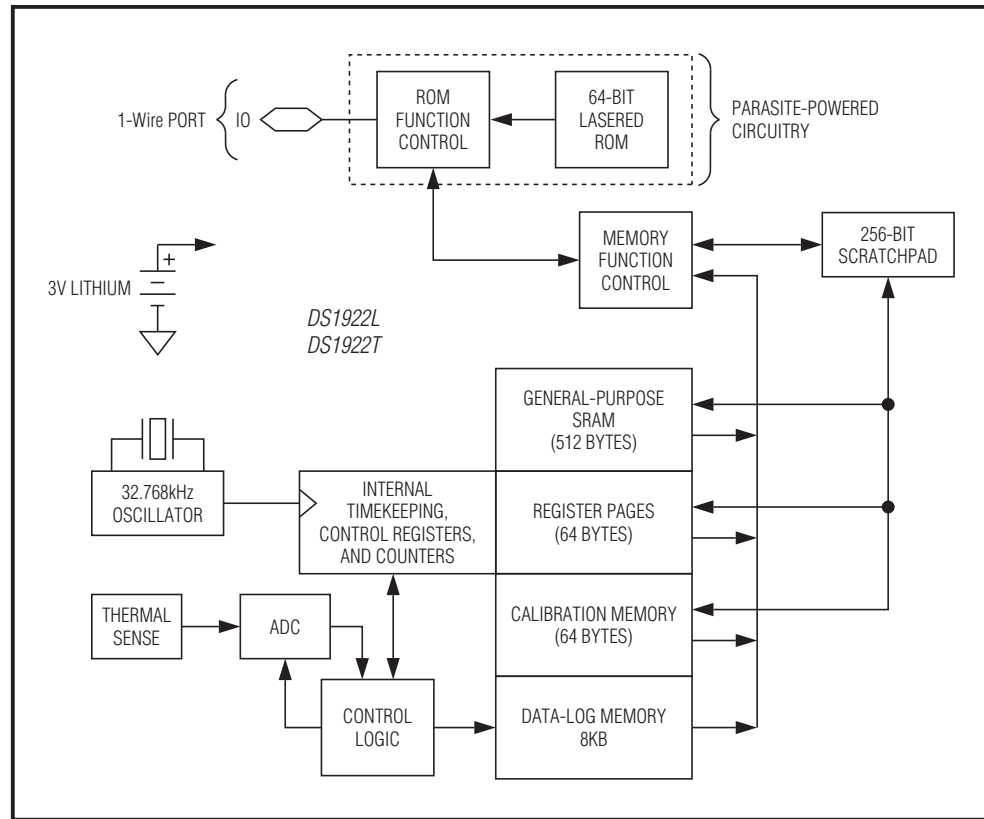 ROM
FUNCTION
CONTROL
64-BIT
LASERED
ROM
1-Wire PORT
IO
PARASITE-POWERED
CIRCUITRY
MEMORY
FUNCTION
CONTROL
256-BIT
SCRATCHPAD
+
3V LITHIUM
DS1922L
DS1922T
GENERAL-PURPOSE
SRAM
(512 BYTES)
32.768kHz
OSCILLATOR
INTERNAL
TIMEKEEPING,
CONTROL REGISTERS,
AND COUNTERS
REGISTER PAGES
(64 BYTES)
THERMAL
SENSE
ADC
CALIBRATION MEMORY
(64 BYTES)
CONTROL
LOGIC
DATA-LOG MEMORY
8KB